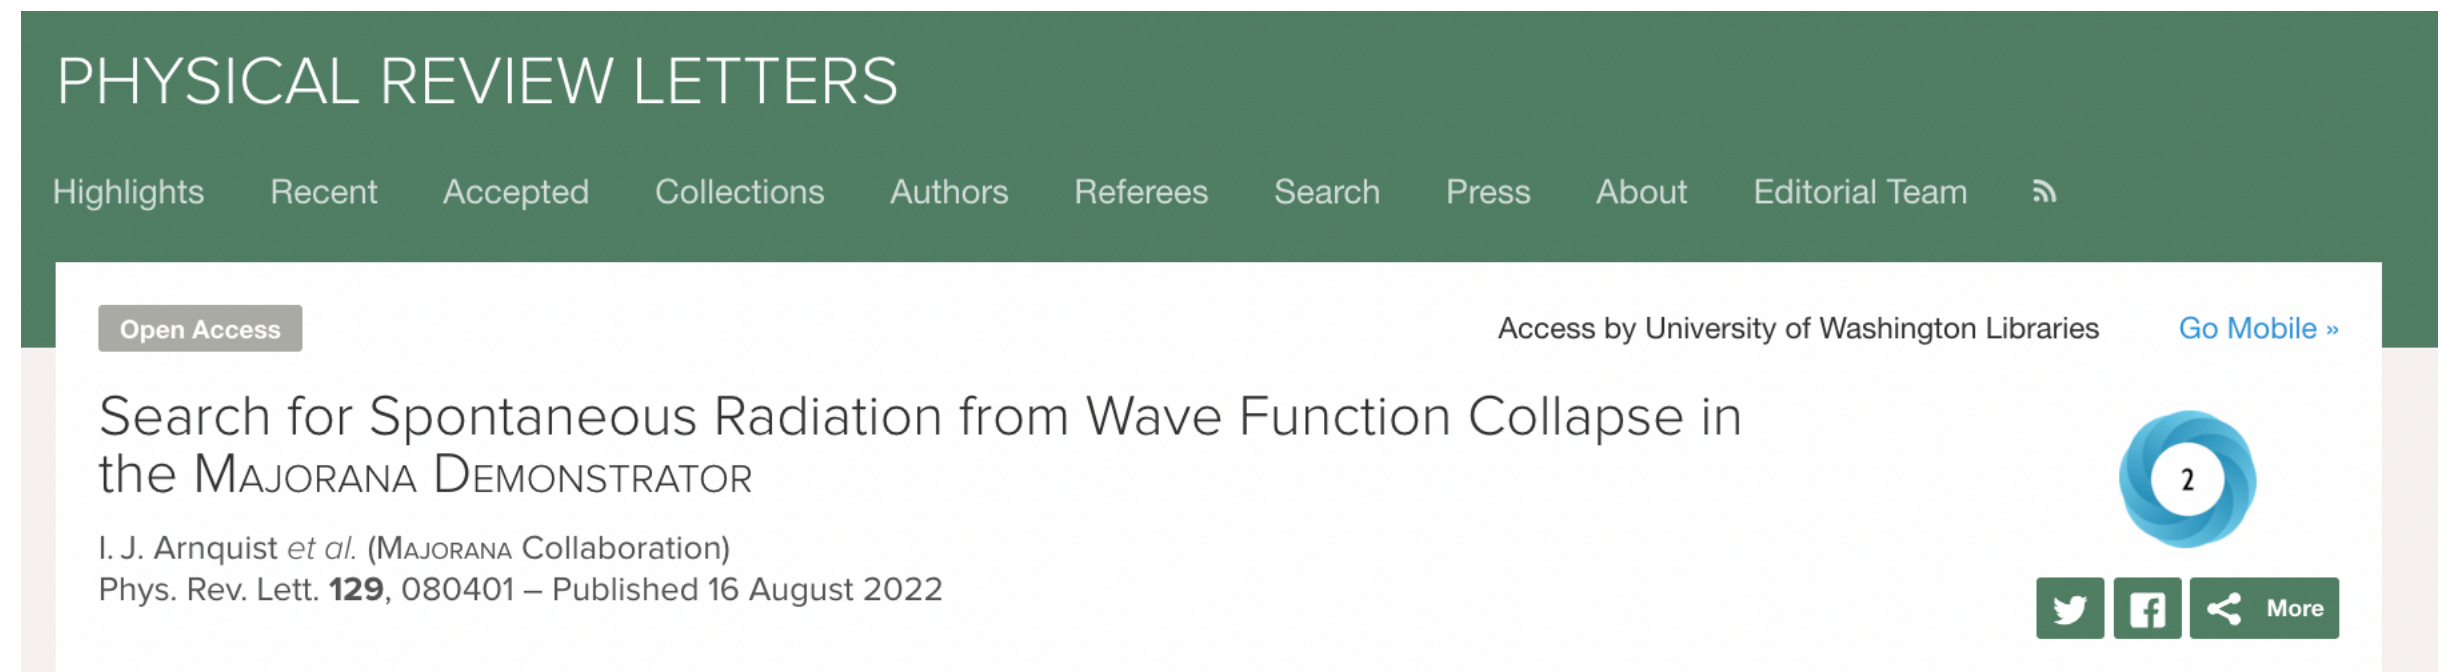 PHYSICAL REVIEW LETTERS
Highlights Recent Accepted Collections Authors Referees Search Press About Editorial Team
Open Access
Access by University of Washington Libraries Go Mobile »
Search for Spontaneous Radiation from Wave Function Collapse in
the MAJORANA DEMONSTRATOR
2
I. J. Arnquist et al. (MAJORANA Collaboration)
Phys. Rev. Lett. 129, 080401 – Published 16 August 2022
More